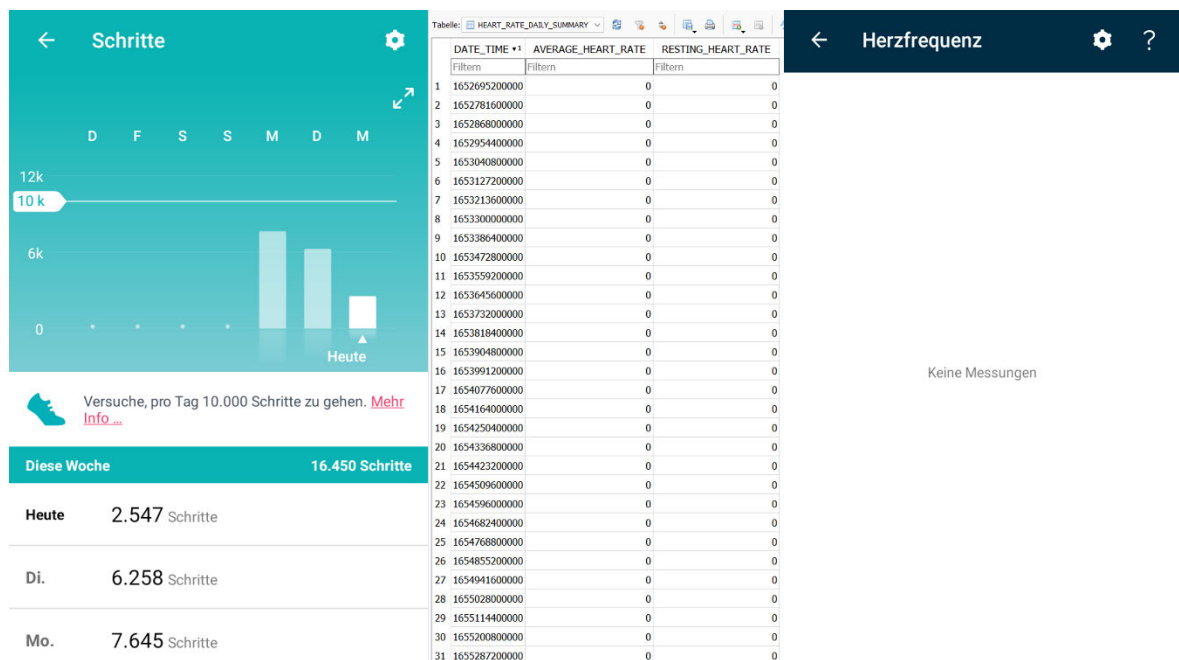 Schritte
D F S S M D M
12k
10 k
6k
0
Heute
Versuche, pro Tag 10.000 Schritte zu gehen. Mehr
Info ...
Diese Woche 16.450 Schritte
Heute 2.547 Schritte
Di. 6.258 Schritte
Mo. 7.645 Schritte
Tabelle: HEART_RATE_DAILY_SUMMARY
DATE_TIME ▾1 AVERAGE_HEART_RATE RESTING_HEART_RATE
Filtern Filtern Filtern
1 1652695200000 0 0
2 1652781600000 0 0
3 1652868000000 0 0
4 1652954400000 0 0
5 1653040800000 0 0
6 1653127200000 0 0
7 1653213600000 0 0
8 1653300000000 0 0
9 1653386400000 0 0
10 1653472800000 0 0
11 1653559200000 0 0
12 1653645600000 0 0
13 1653732000000 0 0
14 1653818400000 0 0
15 1653904800000 0 0
16 1653991200000 0 0
17 1654077600000 0 0
18 1654164000000 0 0
19 1654250400000 0 0
20 1654336800000 0 0
21 1654423200000 0 0
22 1654509600000 0 0
23 1654596000000 0 0
24 1654682400000 0 0
25 1654768800000 0 0
26 1654855200000 0 0
27 1654941600000 0 0
28 1655028000000 0 0
29 1655114400000 0 0
30 1655200800000 0 0
31 1655287200000 0 0
Herzfrequenz ?
Keine Messungen